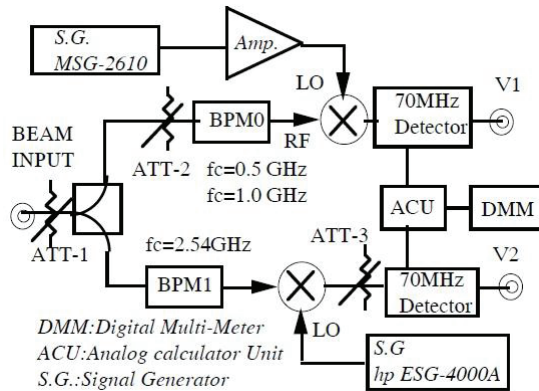 S.G.
MSG-2610
Amp.
LO
V1
70MHz
Detector
BPM0
RF
BEAM
INPUT
ATT-2
fc=0.5 GHz
fc=1.0 GHz
ACU
DMM
ATT-1
fc=2.54GHz
ATT-3
V2
BPM1
70MHz
Detector
LO
DMM:Digital Multi-Meter
ACU:Analog calculator Unit
S.G.:Signal Generator
S.G
hp ESG-4000A